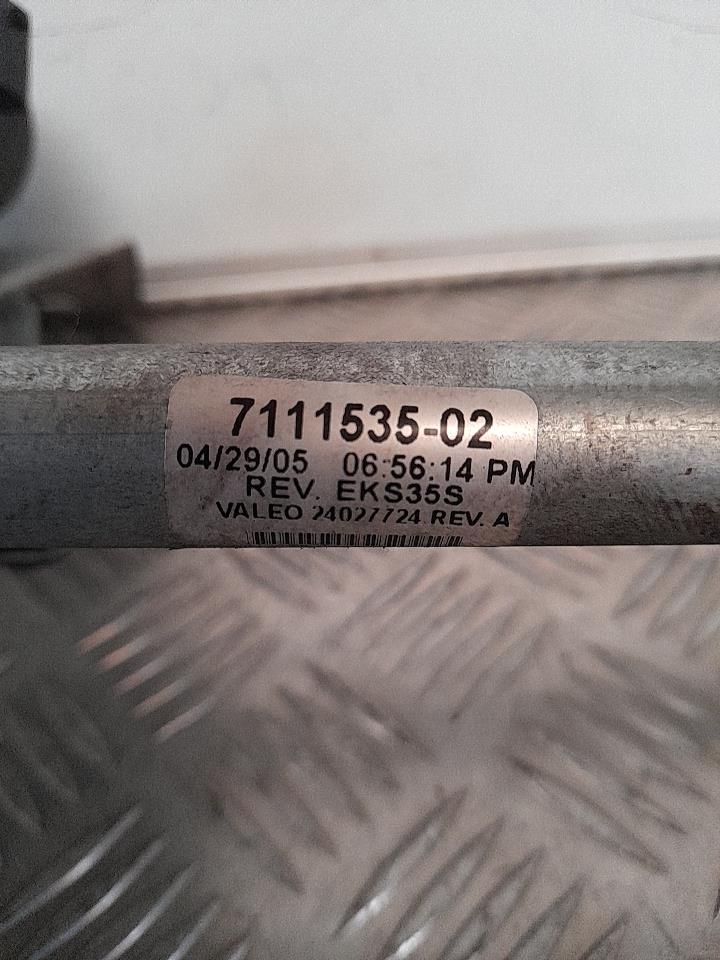 7111535-02
04/29/05 06:56:14 PM
REV. EKS35S
VALEO 24027724 REV. A